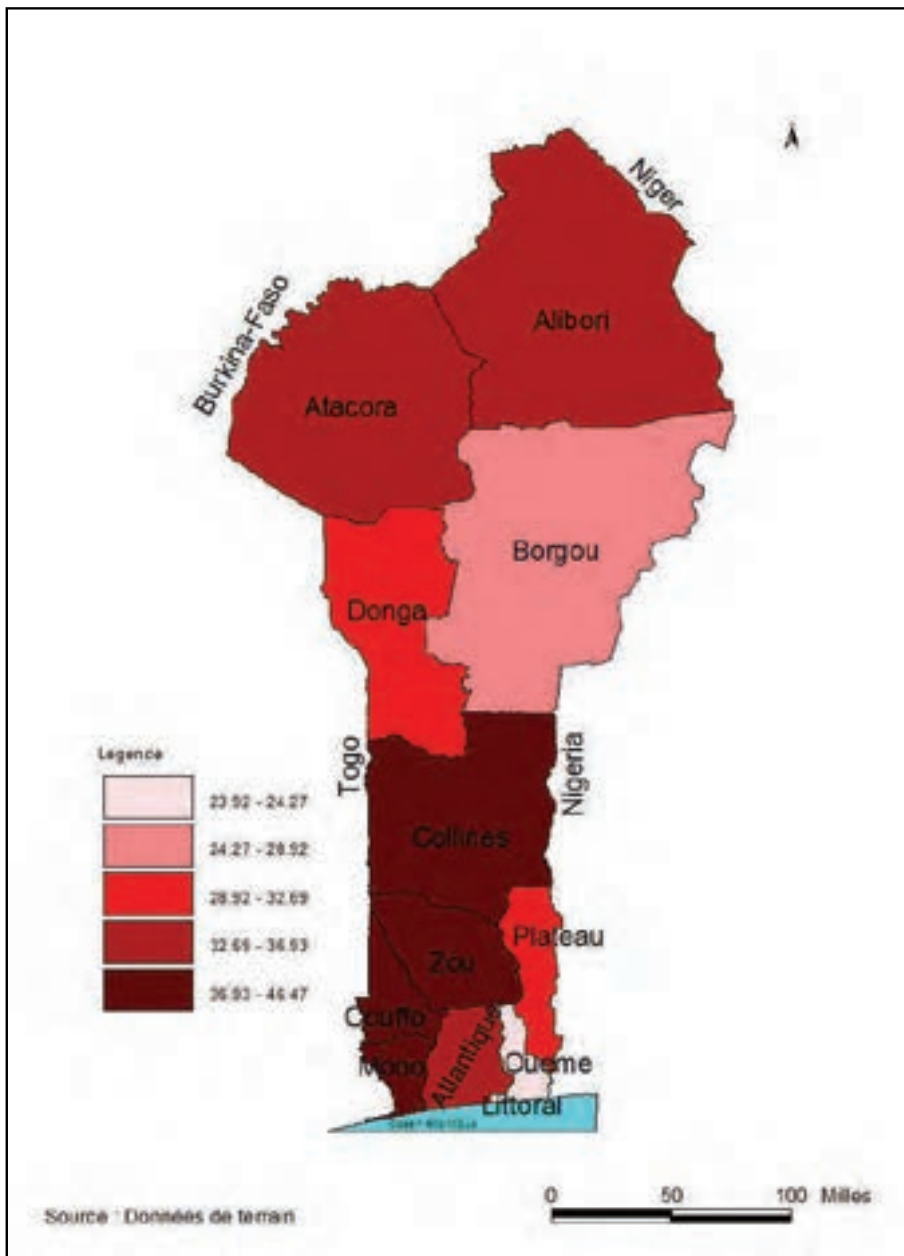 Niger
Burkina-Faso
Alibori
Atacora
Borgou
Donga
Togo
Nigeria
Legence
23.92 - 24.27
24.27 - 28.92
28.92 - 32.69
32.69 - 36.93
36.93 - 46.47
Collines
Plateau
Zou
Couffo
Mono
Atlantique
Oueme
Littoral
0 50 100 Milles
Source : Données de terrain